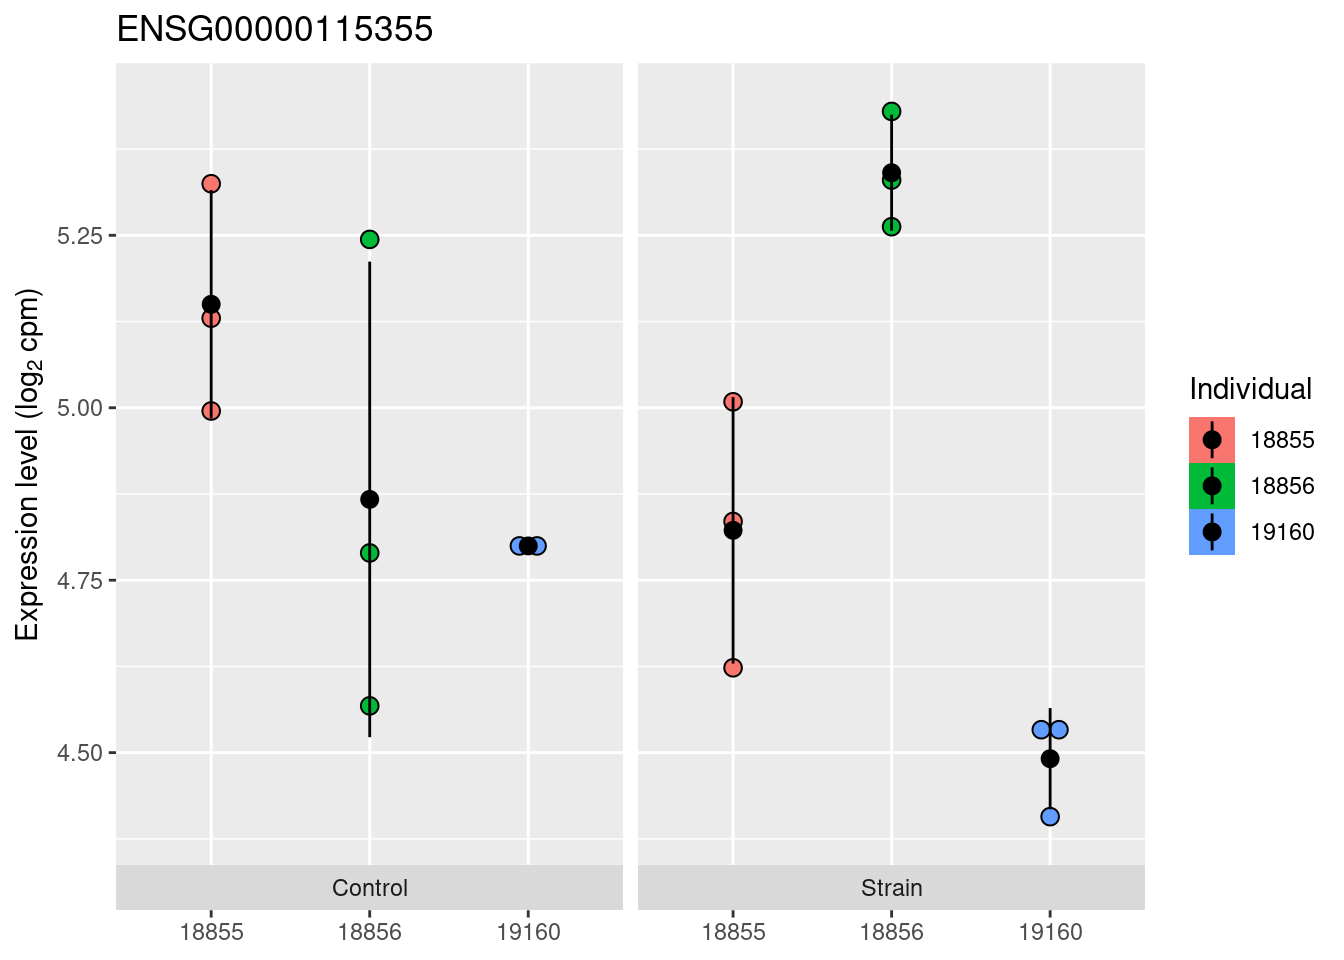 ENSG00000115355
Expression level (log₂ cpm)
5.25
5.00
4.75
4.50
Control
Strain
18855
18856
19160
18855
18856
19160
Individual
18855
18856
19160